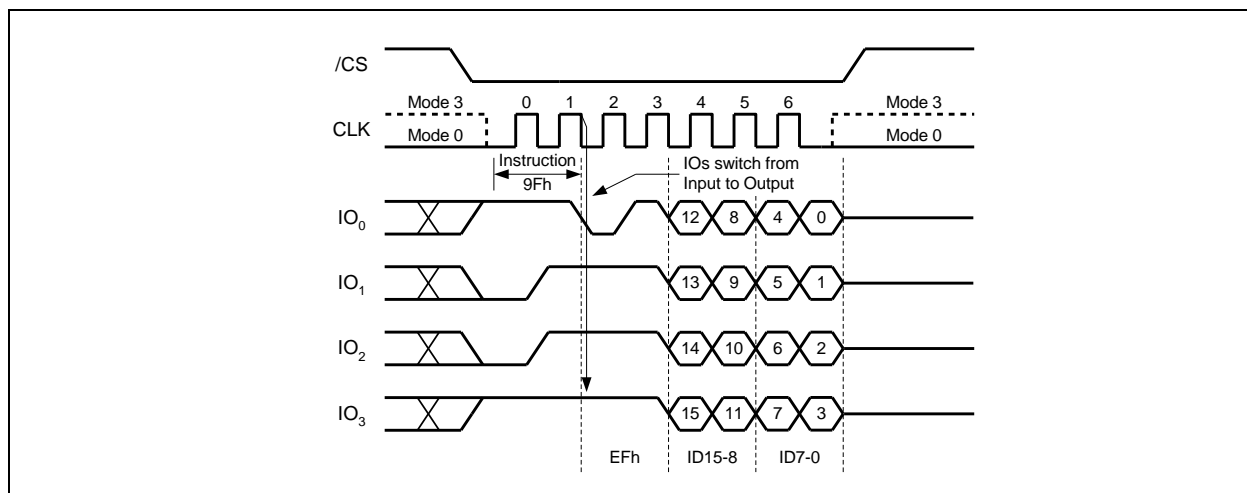 /CS
Mode 3 0 1 2 3 4 5 6 Mode 3
CLK
Mode 0 Mode 0
Instruction
9Fh
IOs switch from
Input to Output
IO0 12 8 4 0
IO1 13 9 5 1
IO2 14 10 6 2
IO3 15 11 7 3
EFh ID15-8 ID7-0